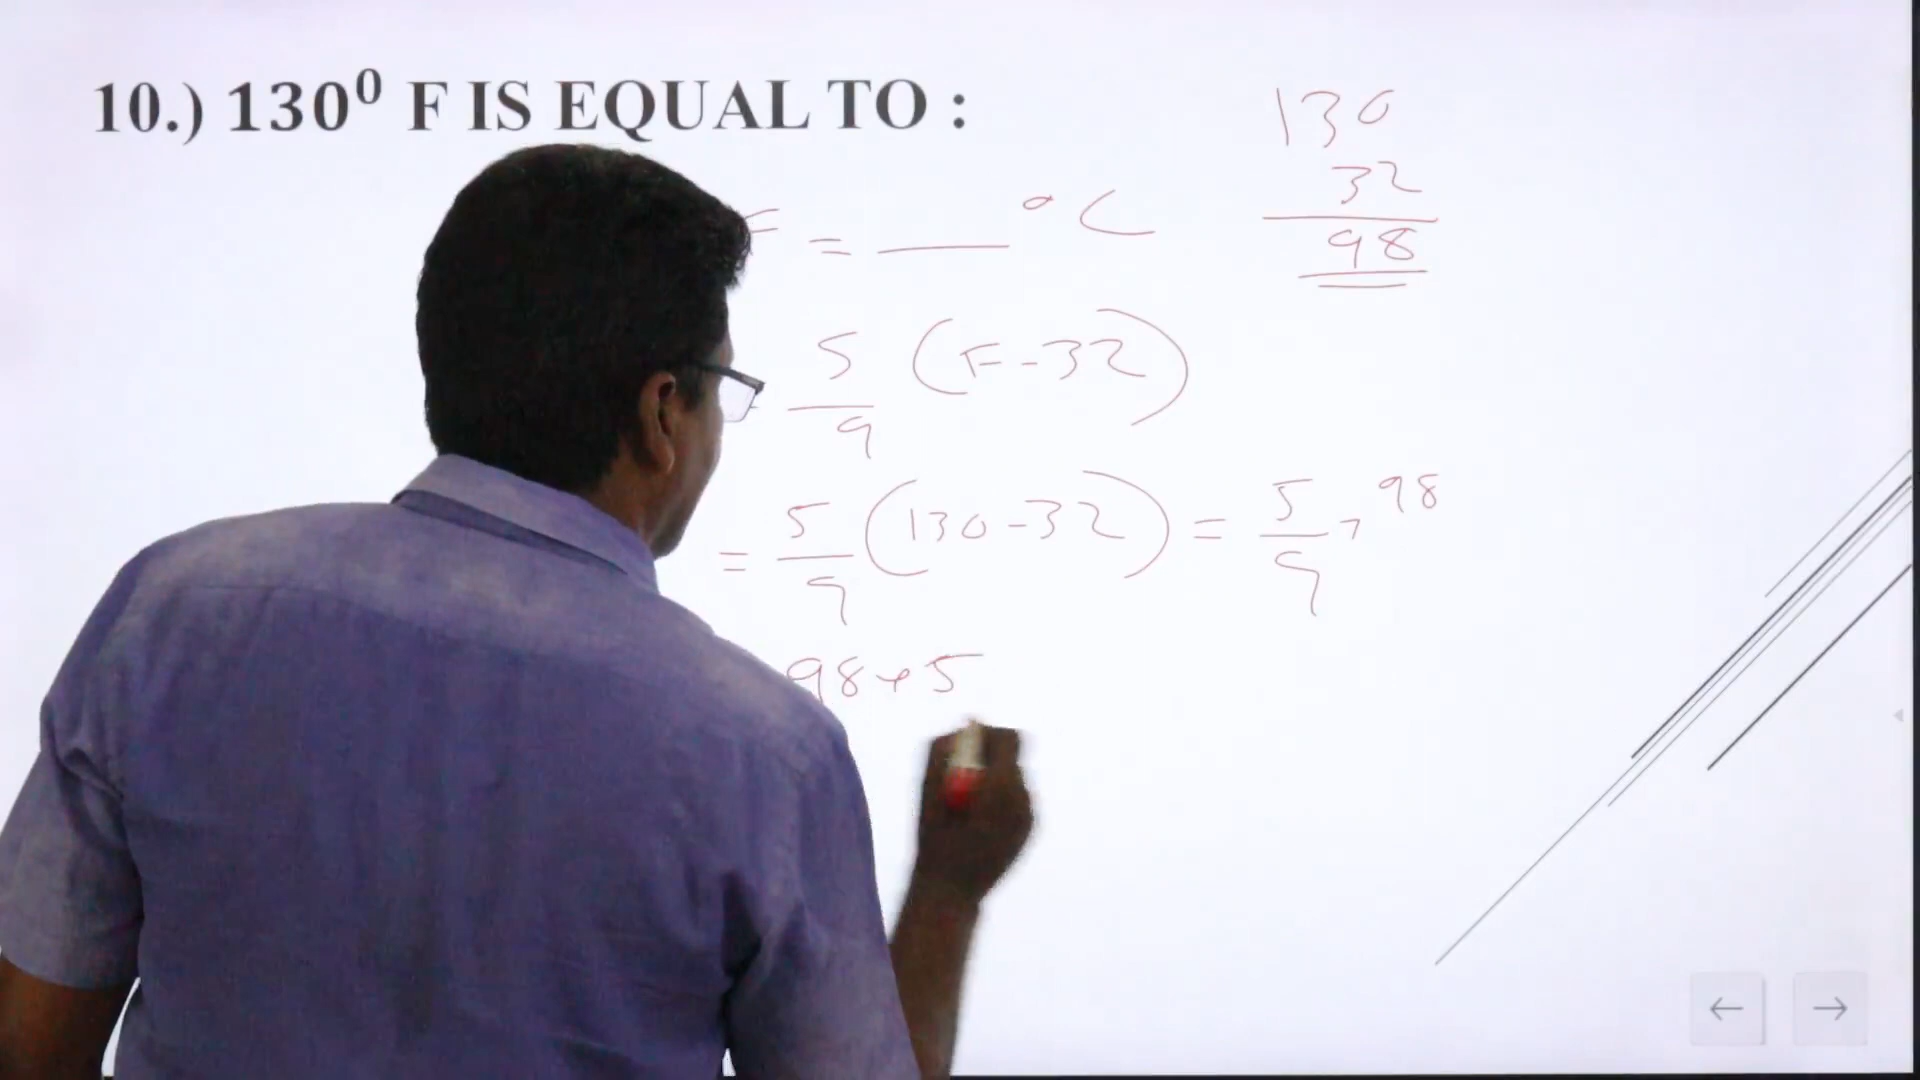 10.) 130⁰ F IS EQUAL TO :
130
32
98
F = ___ °C
5/9 (F-32)
= 5/9 (130-32) = 5/9 × 98
98×5